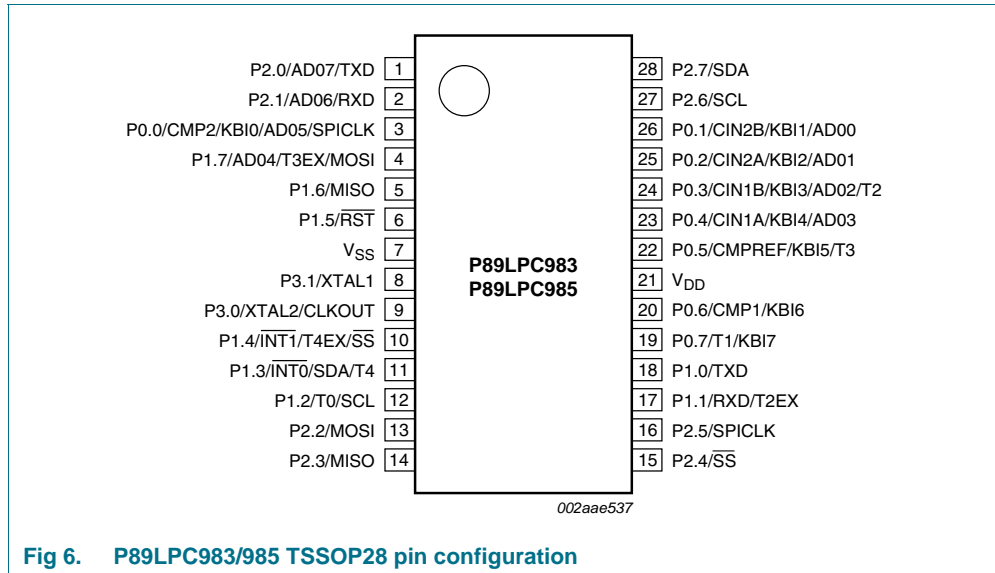 P2.0/AD07/TXD 1
P2.1/AD06/RXD 2
P0.0/CMP2/KBI0/AD05/SPICLK 3
P1.7/AD04/T3EX/MOSI 4
P1.6/MISO 5
P1.5/R̅S̅T̅ 6
VSS 7
P3.1/XTAL1 8
P3.0/XTAL2/CLKOUT 9
P1.4/I̅N̅T̅1̅/T4EX/S̅S̅ 10
P1.3/I̅N̅T̅0̅/SDA/T4 11
P1.2/T0/SCL 12
P2.2/MOSI 13
P2.3/MISO 14
P89LPC983
P89LPC985
28 P2.7/SDA
27 P2.6/SCL
26 P0.1/CIN2B/KBI1/AD00
25 P0.2/CIN2A/KBI2/AD01
24 P0.3/CIN1B/KBI3/AD02/T2
23 P0.4/CIN1A/KBI4/AD03
22 P0.5/CMPREF/KBI5/T3
21 VDD
20 P0.6/CMP1/KBI6
19 P0.7/T1/KBI7
18 P1.0/TXD
17 P1.1/RXD/T2EX
16 P2.5/SPICLK
15 P2.4/S̅S̅
002aae537
Fig 6. P89LPC983/985 TSSOP28 pin configuration